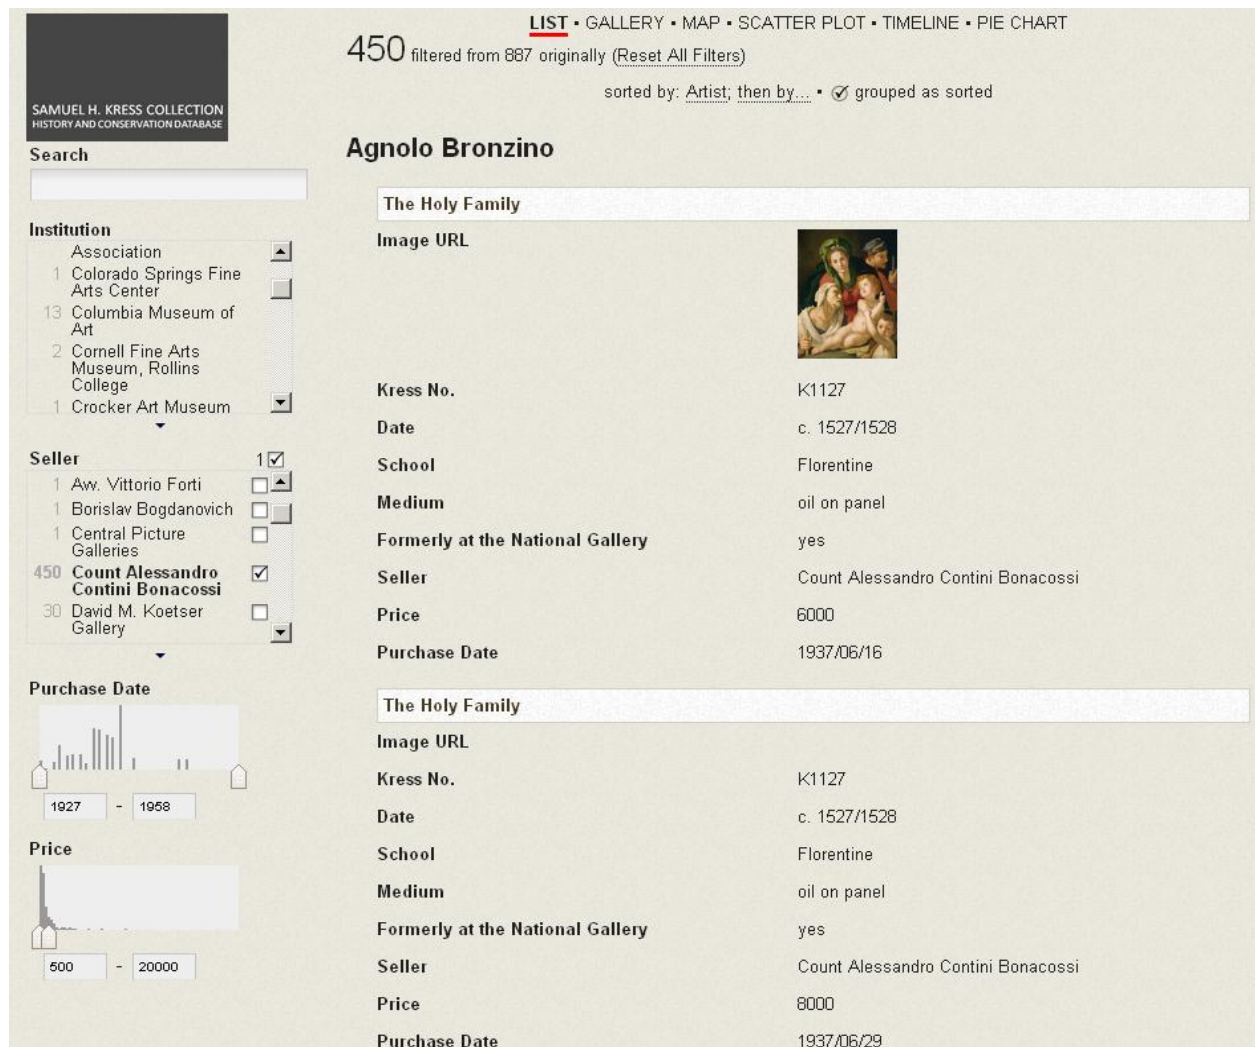 SAMUEL H. KRESS COLLECTION
HISTORY AND CONSERVATION DATABASE
LIST • GALLERY • MAP • SCATTER PLOT • TIMELINE • PIE CHART
450 filtered from 887 originally (Reset All Filters)
sorted by: Artist; then by... • grouped as sorted
Search
Institution
Association
1 Colorado Springs Fine
Arts Center
13 Columbia Museum of
Art
2 Cornell Fine Arts
Museum, Rollins
College
1 Crocker Art Museum
Seller 1
1 Aw. Vittorio Forti
1 Borislav Bogdanovich
1 Central Picture
Galleries
450 Count Alessandro
Contini Bonacossi
30 David M. Koetser
Gallery
Purchase Date
1927 - 1958
Price
500 - 20000
Agnolo Bronzino
The Holy Family
Image URL
Kress No. K1127
Date c. 1527/1528
School Florentine
Medium oil on panel
Formerly at the National Gallery yes
Seller Count Alessandro Contini Bonacossi
Price 6000
Purchase Date 1937/06/16
The Holy Family
Image URL
Kress No. K1127
Date c. 1527/1528
School Florentine
Medium oil on panel
Formerly at the National Gallery yes
Seller Count Alessandro Contini Bonacossi
Price 8000
Purchase Date 1937/06/29